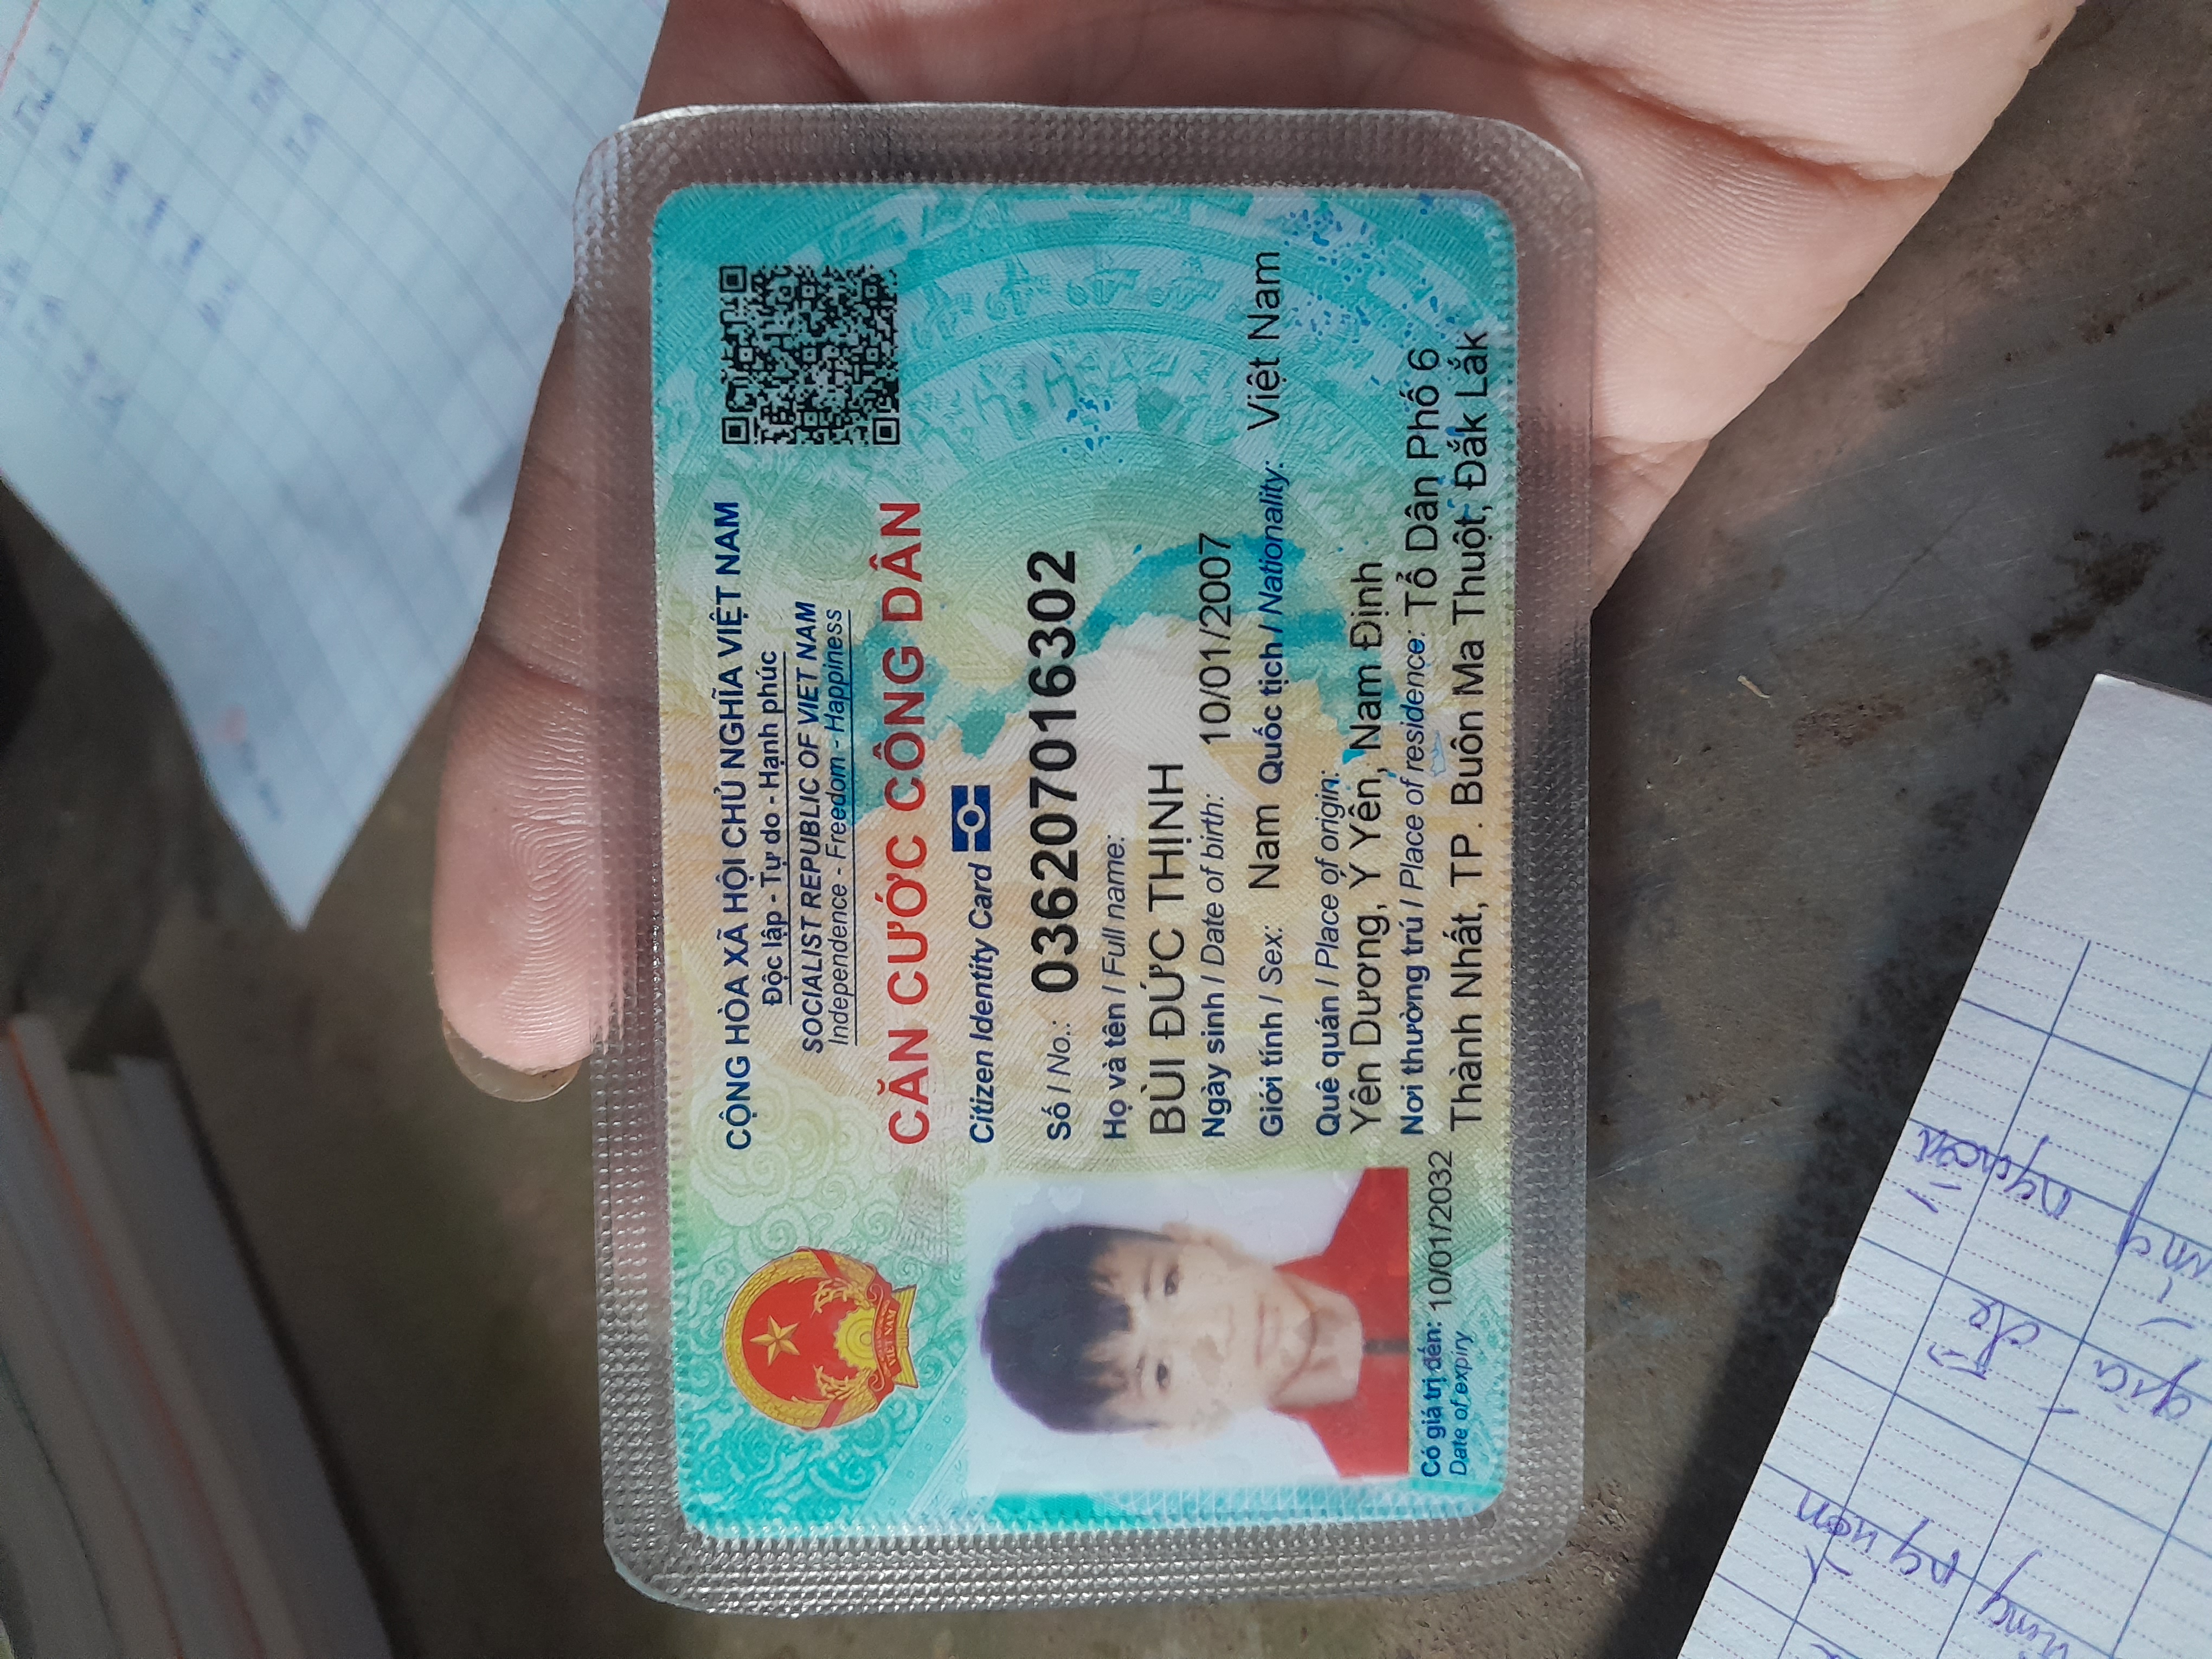 CỘNG HÒA XÃ HỘI CHỦ NGHĨA VIỆT NAM
Độc lập - Tự do - Hạnh phúc
SOCIALIST REPUBLIC OF VIET NAM
Independence - Freedom - Happiness
CĂN CƯỚC CÔNG DÂN
Citizen Identity Card
Số / No.: 036207016302
Họ và tên / Full name:
BÙI ĐỨC THỊNH
Ngày sinh / Date of birth: 10/01/2007
Giới tính / Sex: Nam Quốc tịch / Nationality: Việt Nam
Quê quán / Place of origin:
Yên Dương, Ý Yên, Nam Định
Nơi thường trú / Place of residence: Tổ Dân Phố 6
Thành Nhất, TP. Buôn Ma Thuột, Đắk Lắk
Có giá trị đến: 10/01/2032
Date of expiry
VIỆT NAM